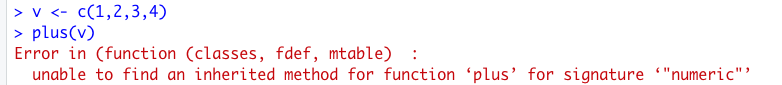 > v <- c(1,2,3,4)
> plus(v)
Error in (function (classes, fdef, mtable)  :
  unable to find an inherited method for function ‘plus’ for signature ‘"numeric"’